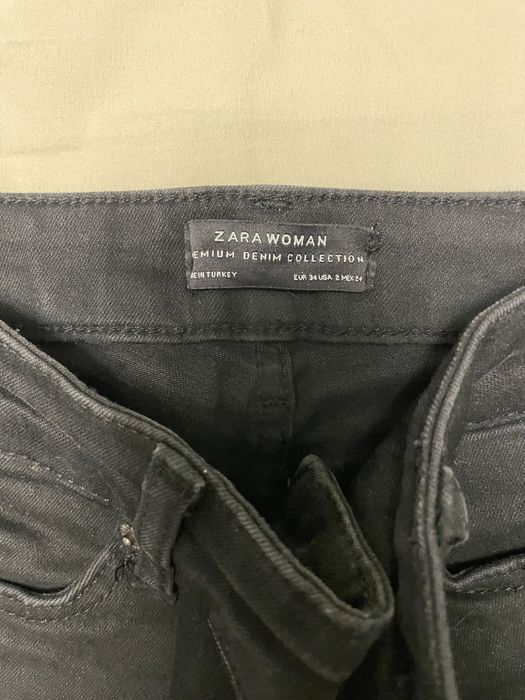 ZARA WOMAN
EMIUM DENIM COLLECTION
E IN TURKEY EUR 34 USA 2 MEX 24